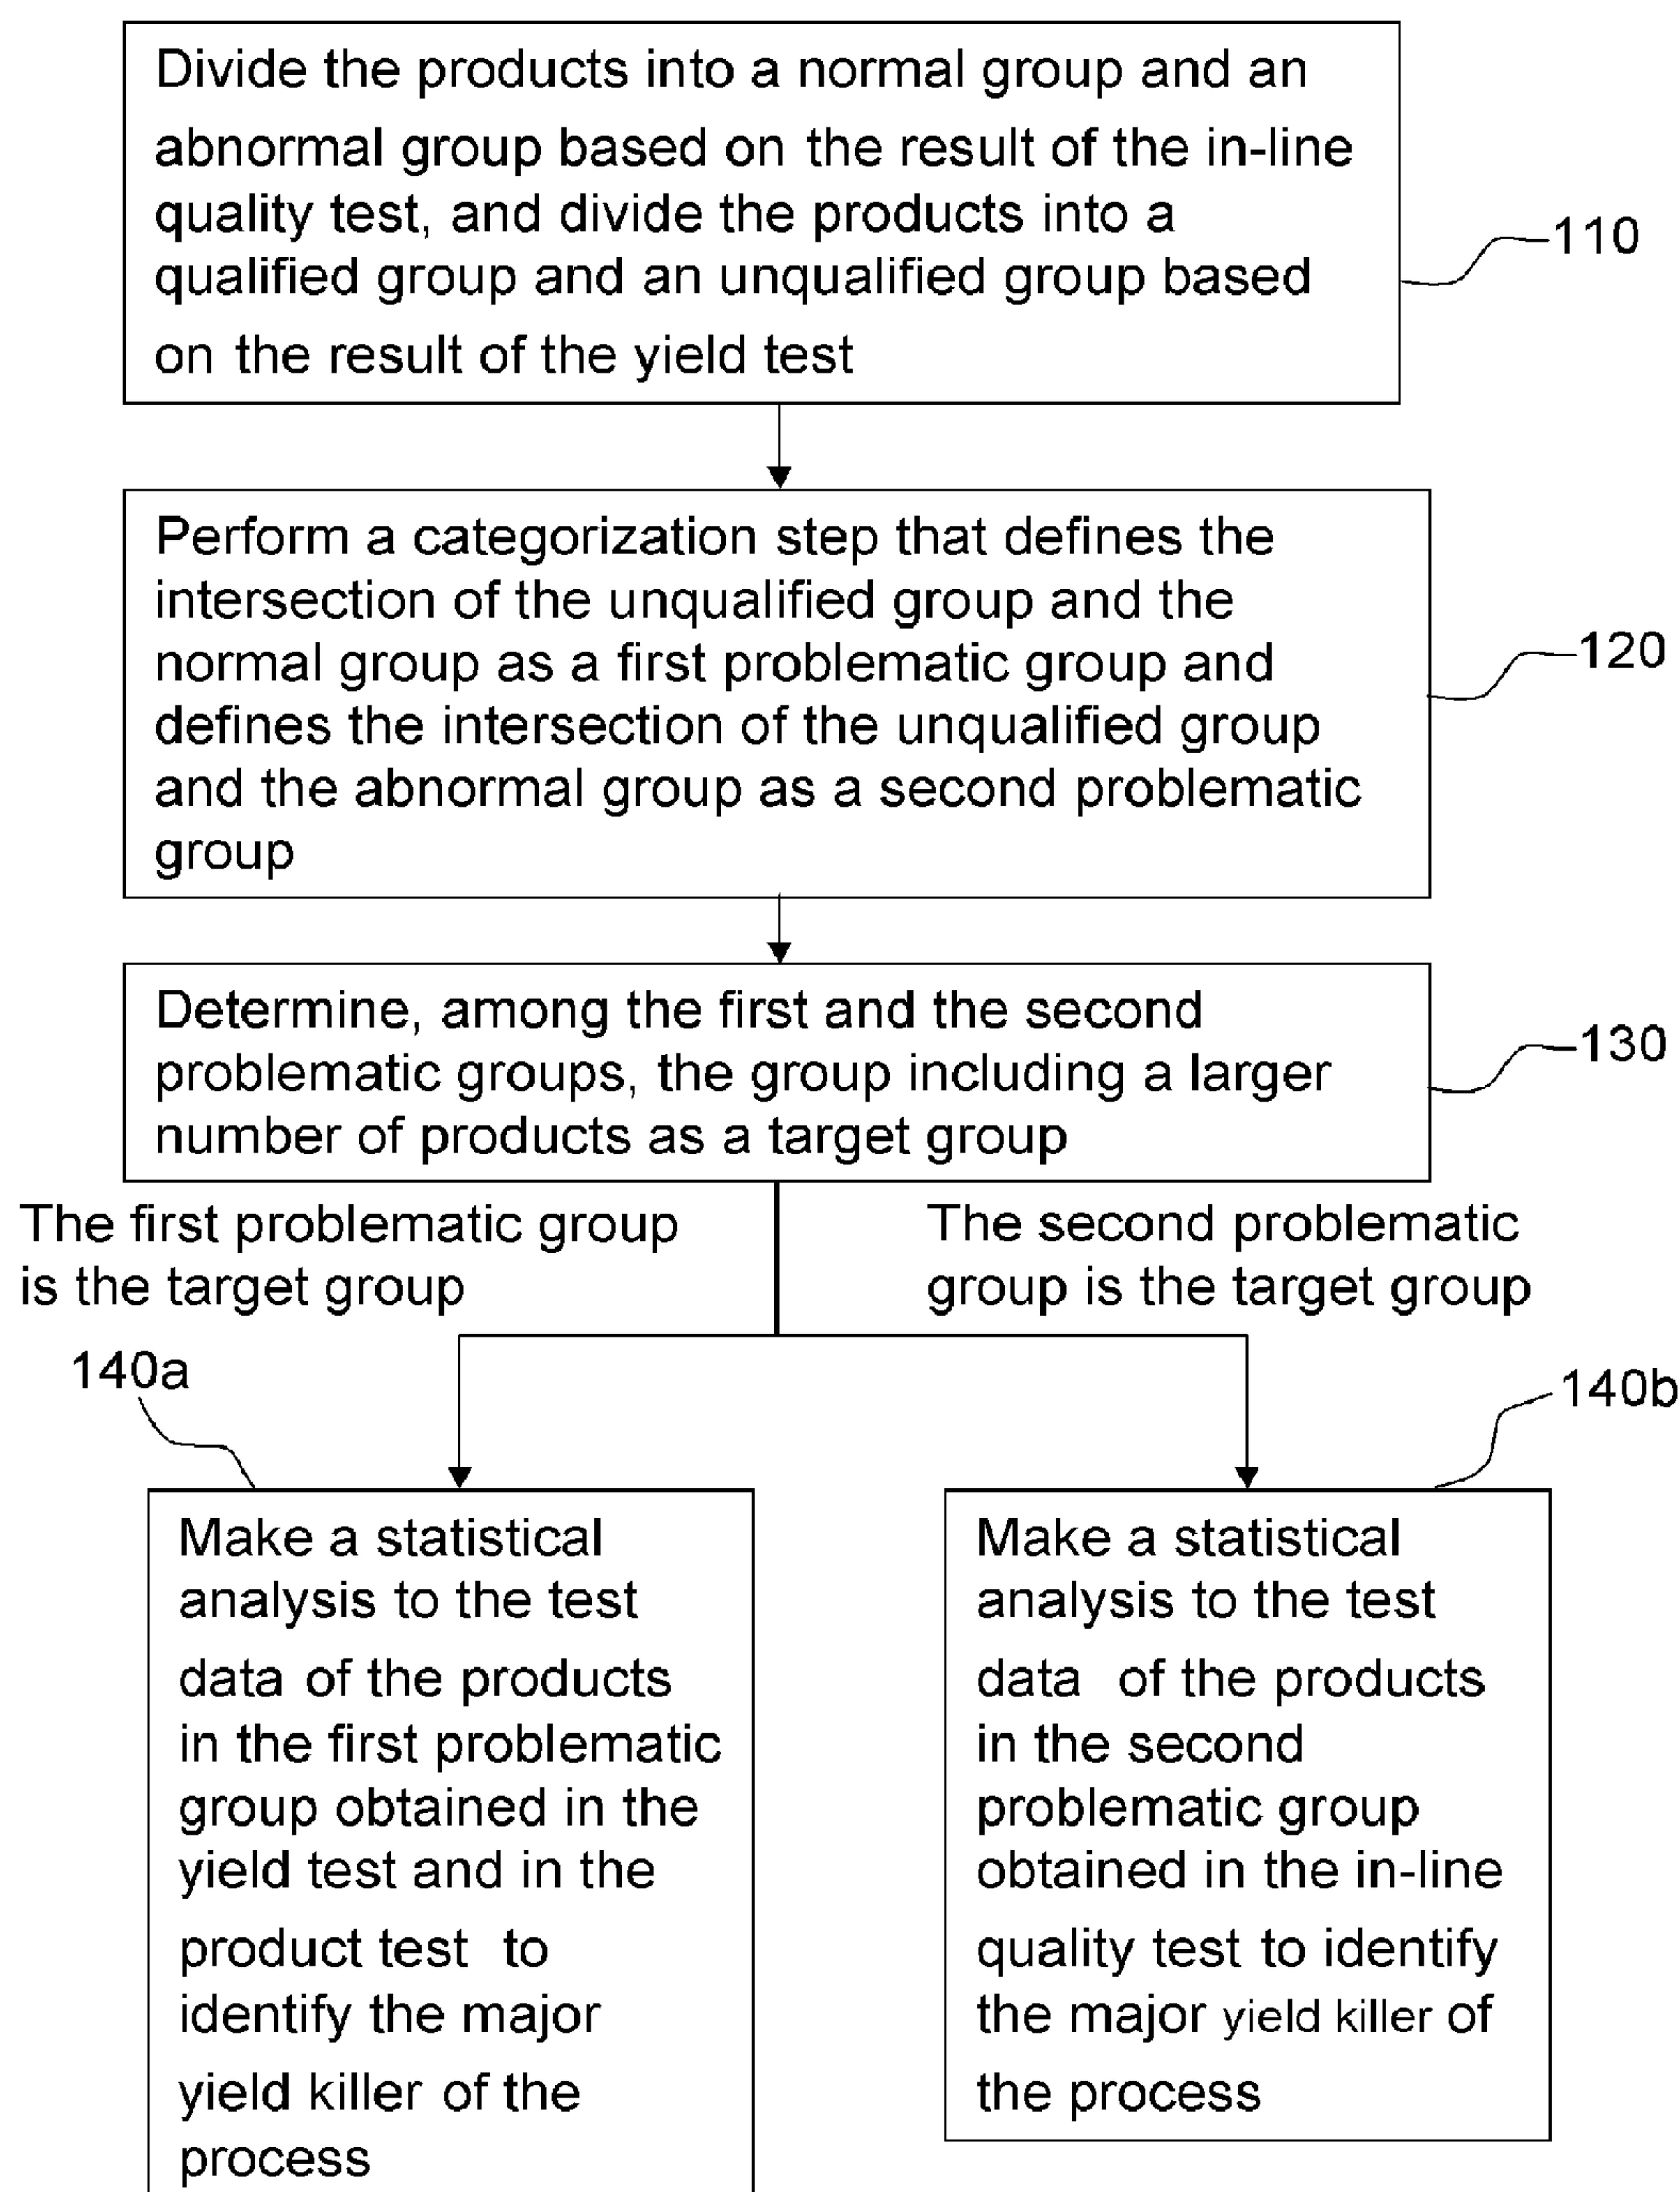 Divide the products into a normal group and an
abnormal group based on the result of the in-line
quality test, and divide the products into a
qualified group and an unqualified group based
on the result of the yield test
110
Perform a categorization step that defines the
intersection of the unqualified group and the
normal group as a first problematic group and
defines the intersection of the unqualified group
and the abnormal group as a second problematic
group
120
Determine, among the first and the second
problematic groups, the group including a larger
number of products as a target group
130
The first problematic group
is the target group
The second problematic
group is the target group
140a
140b
Make a statistical
analysis to the test
data of the products
in the first problematic
group obtained in the
yield test and in the
product test to
identify the major
yield killer of the
process
Make a statistical
analysis to the test
data of the products
in the second
problematic group
obtained in the in-line
quality test to identify
the major yield killer of
the process